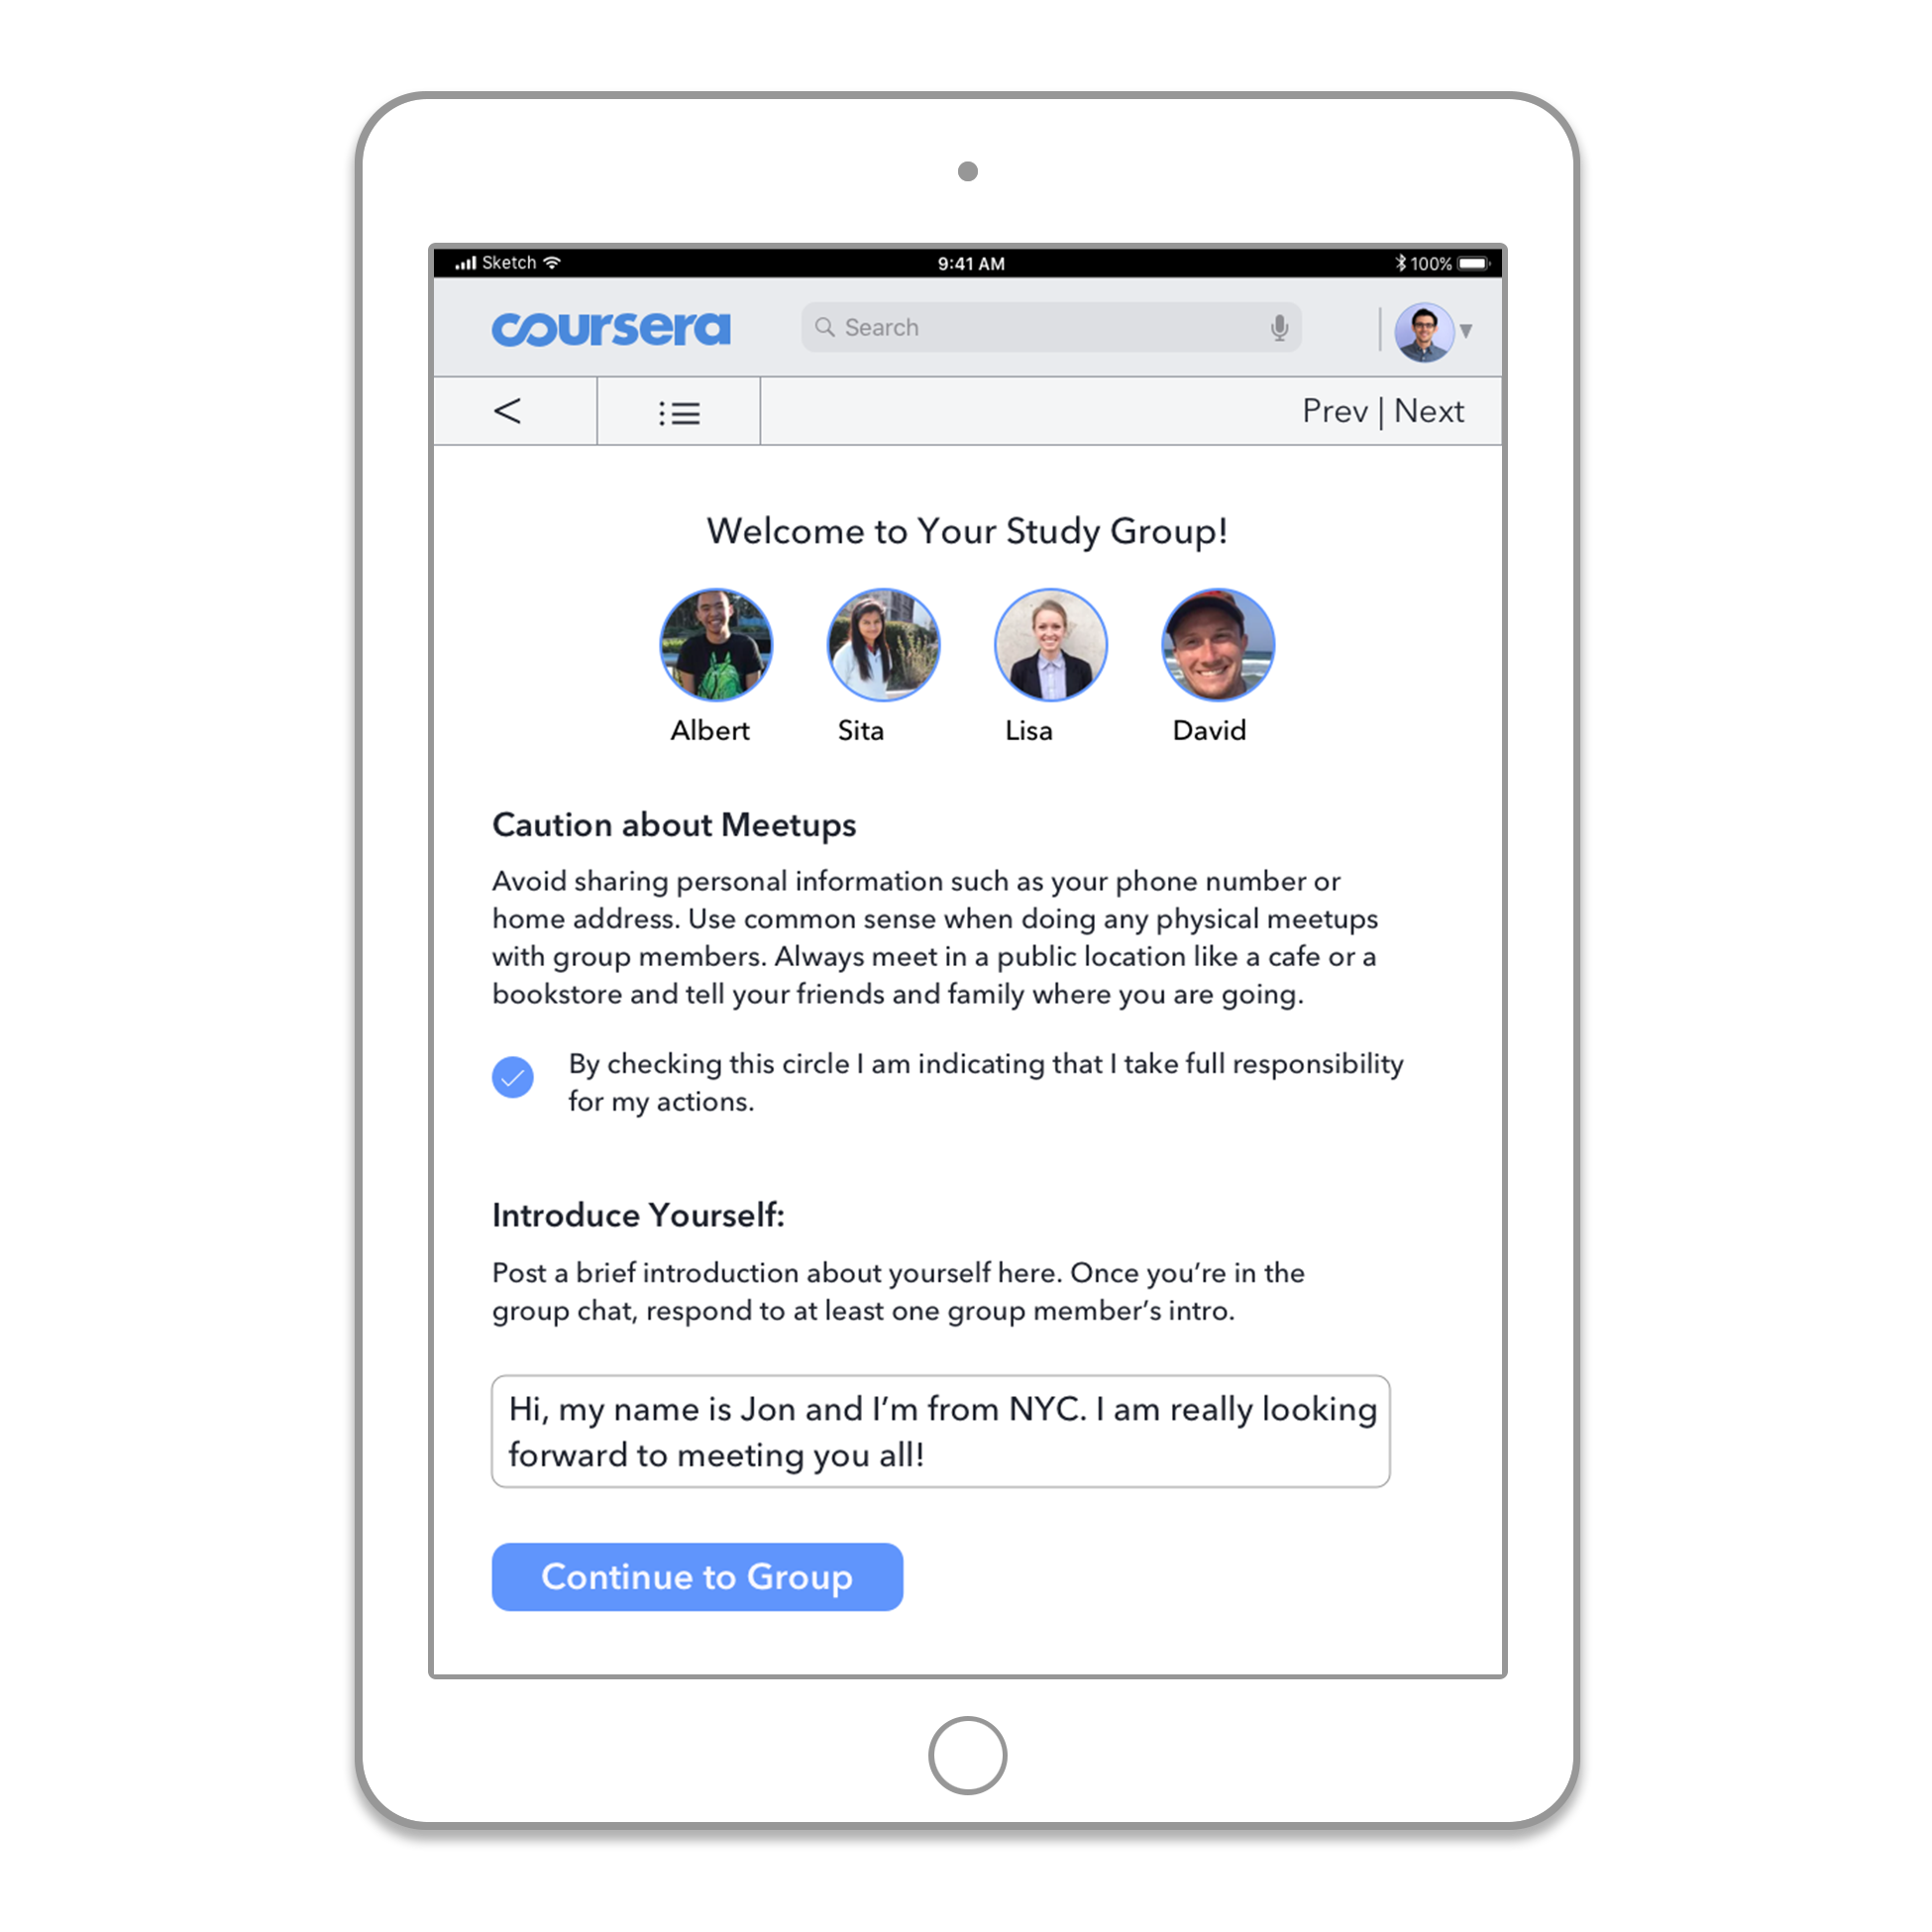 Sketch 9:41 AM 100%
coursera Search
< Prev | Next
Welcome to Your Study Group!
Albert Sita Lisa David
Caution about Meetups
Avoid sharing personal information such as your phone number or
home address. Use common sense when doing any physical meetups
with group members. Always meet in a public location like a cafe or a
bookstore and tell your friends and family where you are going.
By checking this circle I am indicating that I take full responsibility
for my actions.
Introduce Yourself:
Post a brief introduction about yourself here. Once you’re in the
group chat, respond to at least one group member’s intro.
Hi, my name is Jon and I’m from NYC. I am really looking
forward to meeting you all!
Continue to Group